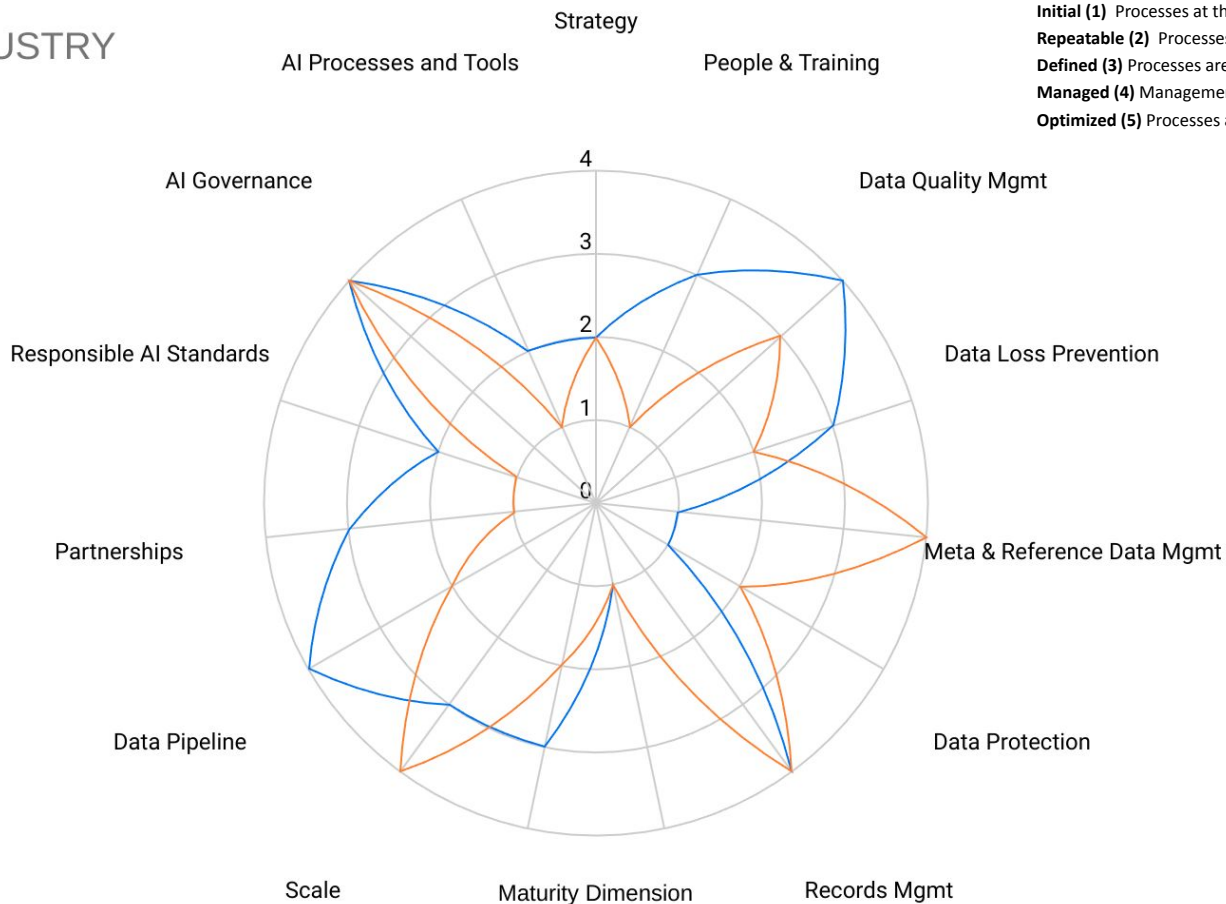 USTRY
Initial (1) Processes at th
Repeatable (2) Processe
Defined (3) Processes are
Managed (4) Managemen
Optimized (5) Processes a
Strategy
AI Processes and Tools
People & Training
AI Governance
Data Quality Mgmt
Responsible AI Standards
Data Loss Prevention
Partnerships
Meta & Reference Data Mgmt
Data Pipeline
Data Protection
Scale
Maturity Dimension
Records Mgmt
4
3
2
1
0